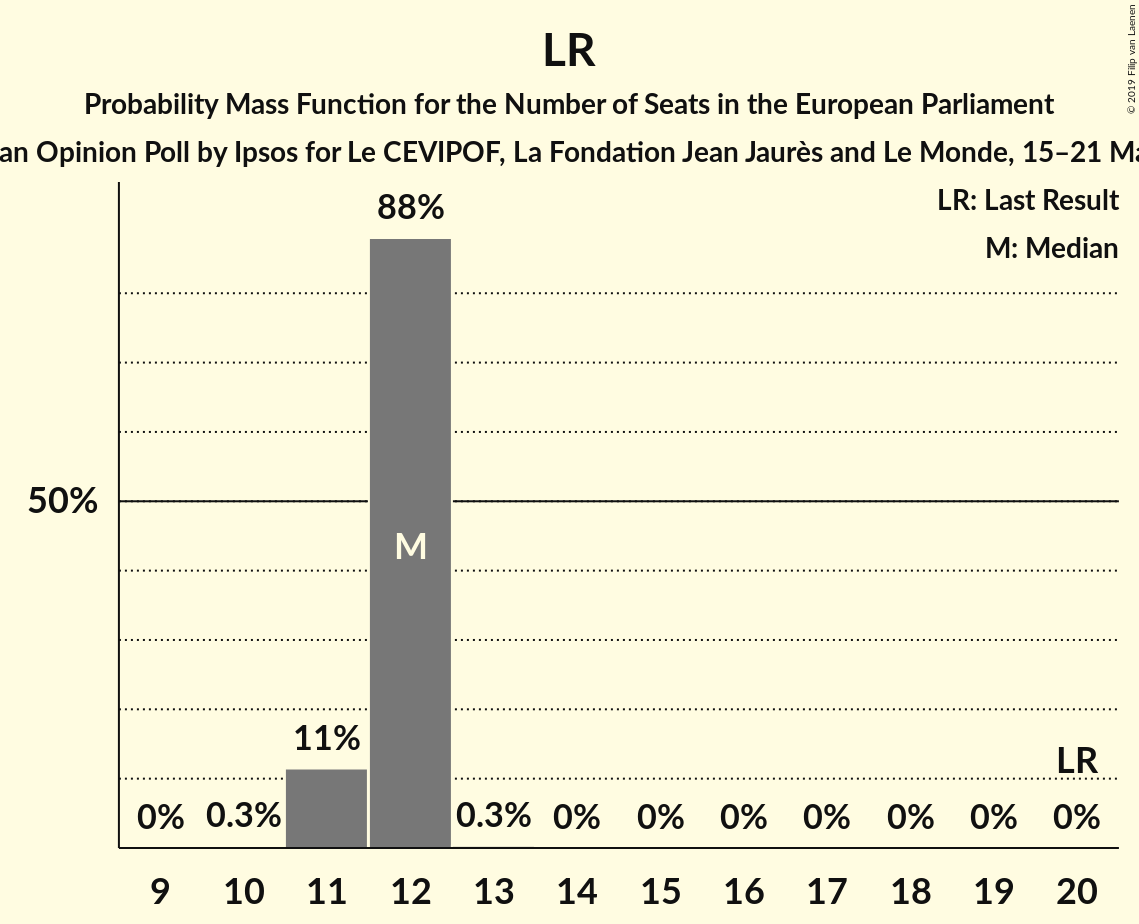 LR
Probability Mass Function for the Number of Seats in the European Parliament
an Opinion Poll by Ipsos for Le CEVIPOF, La Fondation Jean Jaurès and Le Monde, 15–21 Ma
© 2019 Filip van Laenen
LR: Last Result
M: Median
88%
50%
M
11%
LR
0% 0.3% 0.3% 0% 0% 0% 0% 0% 0% 0%
9 10 11 12 13 14 15 16 17 18 19 20